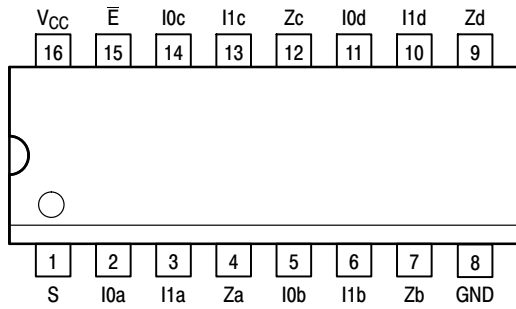 VCC E̅ I0c I1c Zc I0d I1d Zd
16 15 14 13 12 11 10 9
1 2 3 4 5 6 7 8
S I0a I1a Za I0b I1b Zb GND